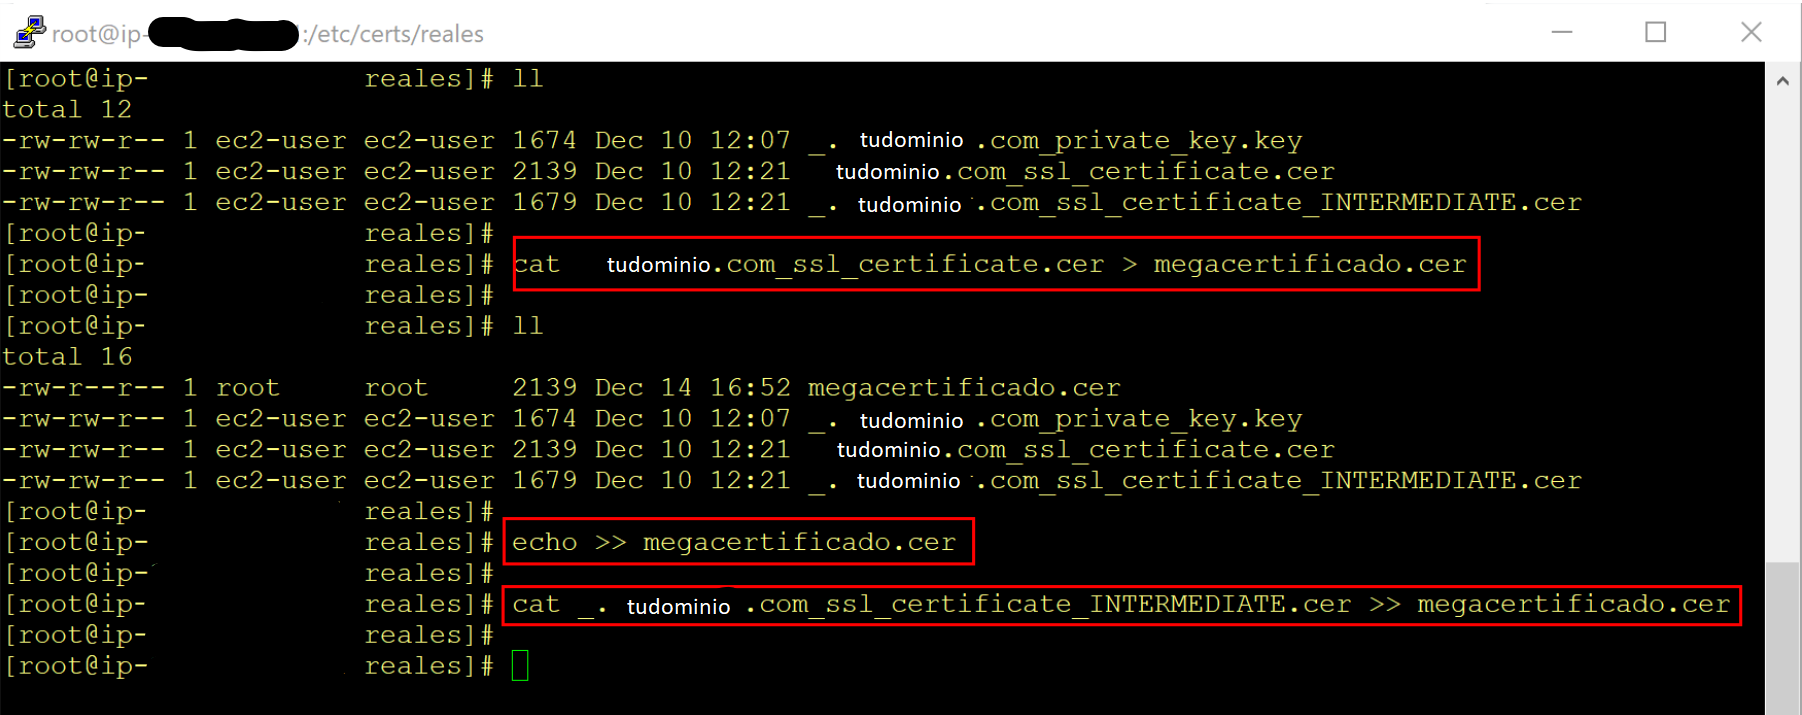 root@ip- :/etc/certs/reales
[root@ip- reales]# ll
total 12
-rw-rw-r-- 1 ec2-user ec2-user 1674 Dec 10 12:07 _. tudominio .com_private_key.key
-rw-rw-r-- 1 ec2-user ec2-user 2139 Dec 10 12:21 tudominio.com_ssl_certificate.cer
-rw-rw-r-- 1 ec2-user ec2-user 1679 Dec 10 12:21 _. tudominio .com_ssl_certificate_INTERMEDIATE.cer
[root@ip- reales]#
[root@ip- reales]# cat tudominio.com_ssl_certificate.cer > megacertificado.cer
[root@ip- reales]#
[root@ip- reales]# ll
total 16
-rw-r--r-- 1 root root 2139 Dec 14 16:52 megacertificado.cer
-rw-rw-r-- 1 ec2-user ec2-user 1674 Dec 10 12:07 _. tudominio .com_private_key.key
-rw-rw-r-- 1 ec2-user ec2-user 2139 Dec 10 12:21 tudominio.com_ssl_certificate.cer
-rw-rw-r-- 1 ec2-user ec2-user 1679 Dec 10 12:21 _. tudominio .com_ssl_certificate_INTERMEDIATE.cer
[root@ip- reales]#
[root@ip- reales]# echo >> megacertificado.cer
[root@ip- reales]#
[root@ip- reales]# cat _. tudominio .com_ssl_certificate_INTERMEDIATE.cer >> megacertificado.cer
[root@ip- reales]#
[root@ip- reales]#